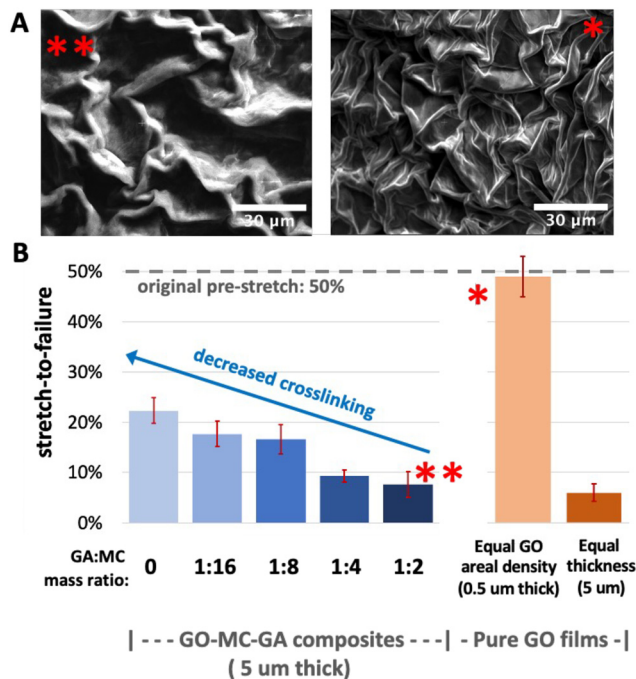 A
**
*
30 µm
30 µm
B
50%
original pre-stretch: 50%
*
40%
stretch-to-failure
30%
decreased crosslinking
20%
10%
**
0%
GA:MC
mass ratio:
0
1:16
1:8
1:4
1:2
Equal GO
areal density
(0.5 um thick)
Equal
thickness
(5 um)
| - - - GO-MC-GA composites - - - |
( 5 um thick)
- Pure GO films - |